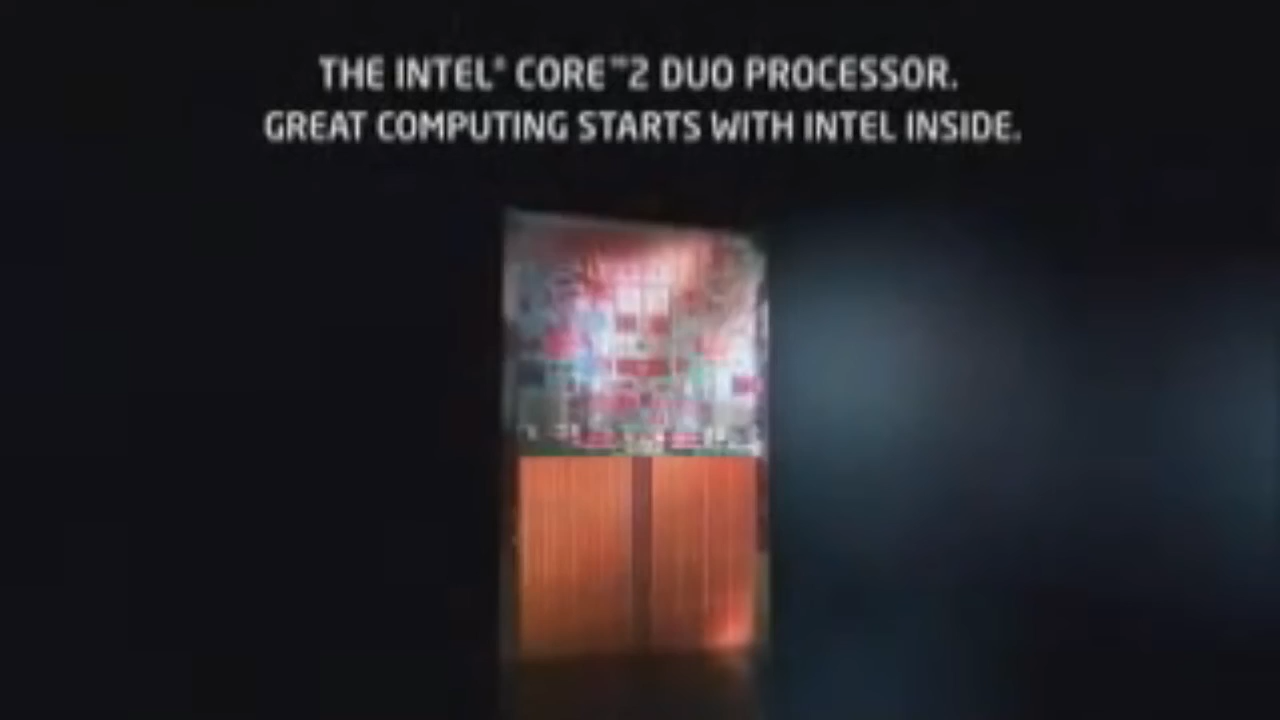 THE INTEL® CORE™2 DUO PROCESSOR.
GREAT COMPUTING STARTS WITH INTEL INSIDE.